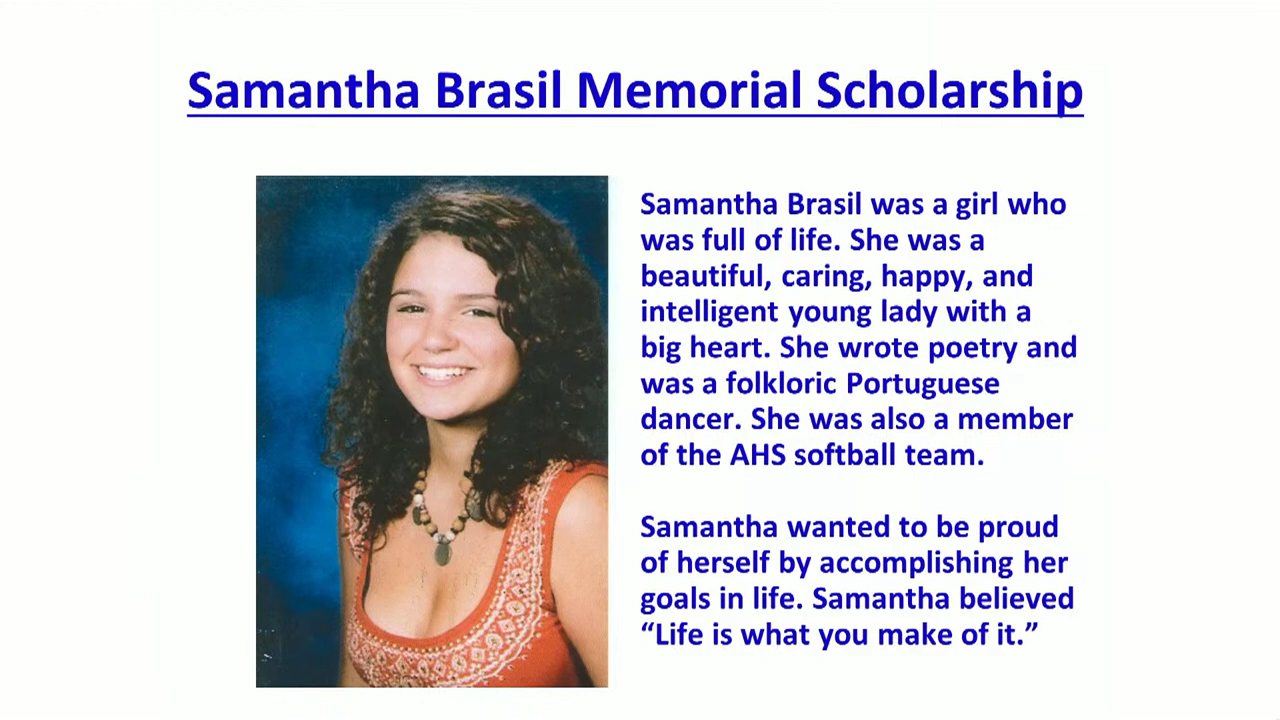 Samantha Brasil Memorial Scholarship
Samantha Brasil was a girl who
was full of life. She was a
beautiful, caring, happy, and
intelligent young lady with a
big heart. She wrote poetry and
was a folkloric Portuguese
dancer. She was also a member
of the AHS softball team.
Samantha wanted to be proud
of herself by accomplishing her
goals in life. Samantha believed
“Life is what you make of it.”